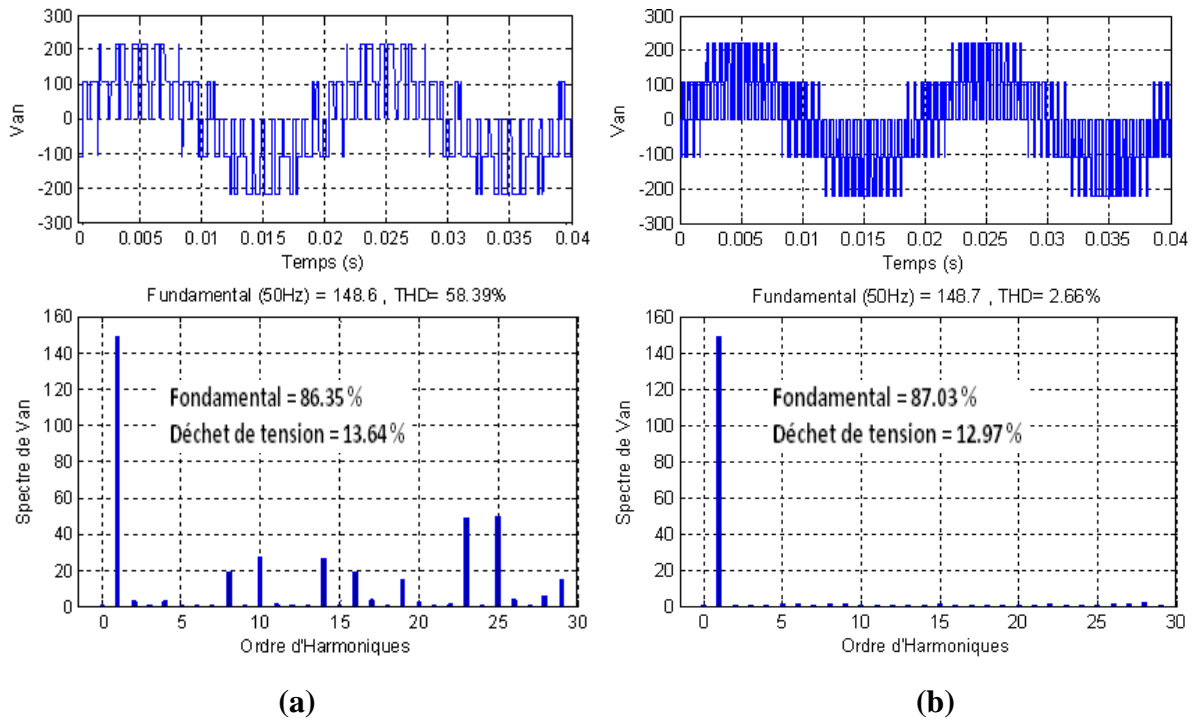 300
200
100
0
-100
-200
-300
Van
0 0.005 0.01 0.015 0.02 0.025 0.03 0.035 0.04
Temps (s)
Fundamental (50Hz) = 148.6 , THD= 58.39%
160
140
120
100
80
60
40
20
0
Spectre de Van
Fondamental = 86.35 %
Déchet de tension = 13.64 %
0 5 10 15 20 25 30
Ordre d'Harmoniques
(a)
300
200
100
0
-100
-200
-300
Van
0 0.005 0.01 0.015 0.02 0.025 0.03 0.035 0.04
Temps (s)
Fundamental (50Hz) = 148.7 , THD= 2.66%
160
140
120
100
80
60
40
20
0
Spectre de Van
Fondamental = 87.03 %
Déchet de tension = 12.97 %
0 5 10 15 20 25 30
Ordre d'Harmoniques
(b)